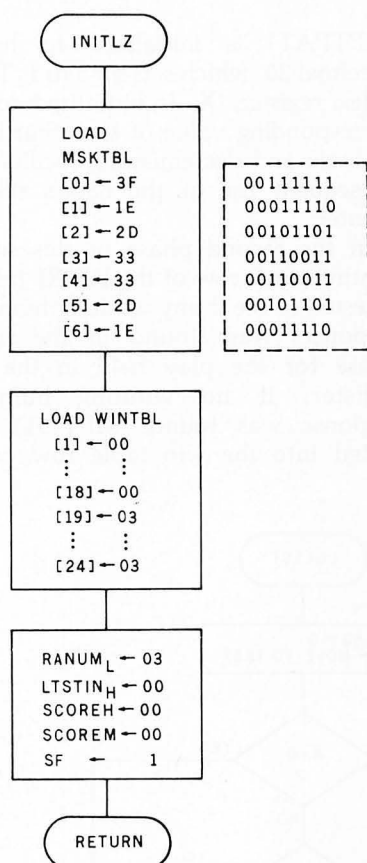 INITLZ
LOAD
MSKTBL
[0] ← 3F
[1] ← 1E
[2] ← 2D
[3] ← 33
[4] ← 33
[5] ← 2D
[6] ← 1E
00111111
00011110
00101101
00110011
00110011
00101101
00011110
LOAD WINTBL
[1] ← 00
⋮ ⋮
[18] ← 00
[19] ← 03
⋮ ⋮
[24] ← 03
RANUML ← 03
LTSTINH ← 00
SCOREH ← 00
SCOREM ← 00
SF ← 1
RETURN